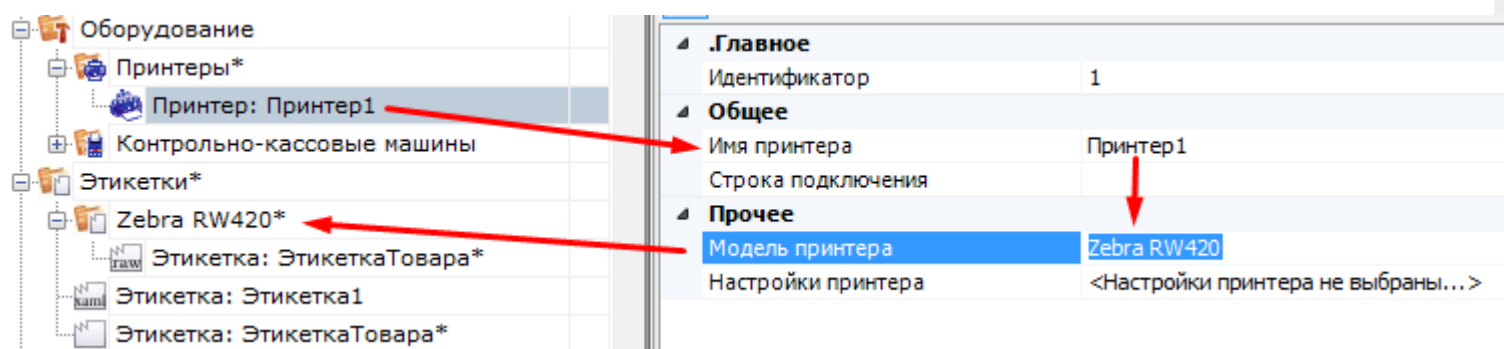 Оборудование
Принтеры*
Принтер: Принтер1
Контрольно-кассовые машины
Этикетки*
Zebra RW420*
raw Этикетка: ЭтикеткаТовара*
xaml Этикетка: Этикетка1
Этикетка: ЭтикеткаТовара*
.Главное
Идентификатор 1
Общее
Имя принтера Принтер1
Строка подключения
Прочее
Модель принтера Zebra RW420
Настройки принтера <Настройки принтера не выбраны...>